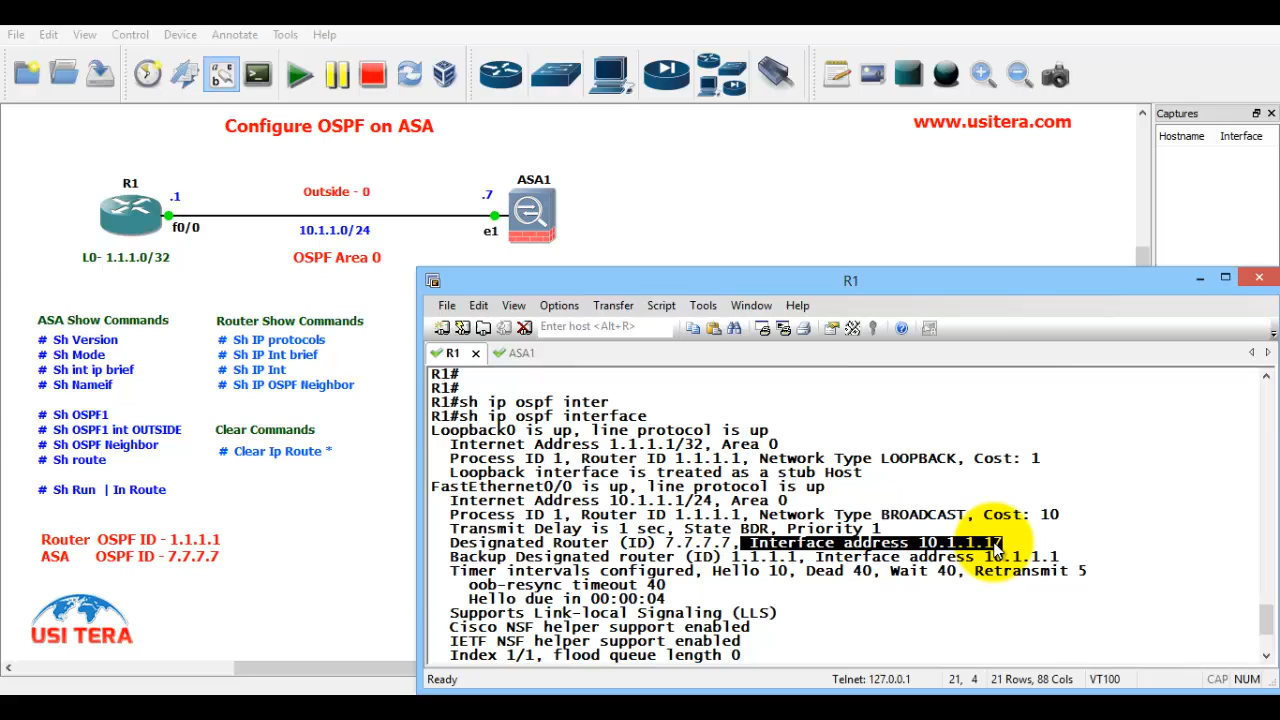 File Edit View Control Device Annotate Tools Help
Configure OSPF on ASA
www.usitera.com
Captures
Hostname Interface
R1
ASA1
.1
Outside - 0
.7
f0/0
10.1.1.0/24
e1
L0- 1.1.1.0/32
OSPF Area 0
ASA Show Commands
# Sh Version
# Sh Mode
# Sh int ip brief
# Sh Nameif
# Sh OSPF1
# Sh OSPF1 int OUTSIDE
# Sh OSPF Neighbor
# Sh route
# Sh Run | In Route
Router Show Commands
# Sh IP protocols
# Sh IP Int brief
# Sh IP Int
# Sh IP OSPF Neighbor
Clear Commands
# Clear Ip Route *
Router OSPF ID - 1.1.1.1
ASA OSPF ID - 7.7.7.7
USI TERA
R1
File Edit View Options Transfer Script Tools Window Help
Enter host <Alt+R>
R1 ASA1
R1#
R1#
R1#sh ip ospf inter
R1#sh ip ospf interface
Loopback0 is up, line protocol is up
Internet Address 1.1.1.1/32, Area 0
Process ID 1, Router ID 1.1.1.1, Network Type LOOPBACK, Cost: 1
Loopback interface is treated as a stub Host
FastEthernet0/0 is up, line protocol is up
Internet Address 10.1.1.1/24, Area 0
Process ID 1, Router ID 1.1.1.1, Network Type BROADCAST, Cost: 10
Transmit Delay is 1 sec, State BDR, Priority 1
Designated Router (ID) 7.7.7.7, Interface address 10.1.1.17
Backup Designated router (ID) 1.1.1.1, Interface address 10.1.1.1
Timer intervals configured, Hello 10, Dead 40, Wait 40, Retransmit 5
oob-resync timeout 40
Hello due in 00:00:04
Supports Link-local Signaling (LLS)
Cisco NSF helper support enabled
IETF NSF helper support enabled
Index 1/1, flood queue length 0
Ready Telnet: 127.0.0.1 21, 4 21 Rows, 88 Cols VT100 CAP NUM